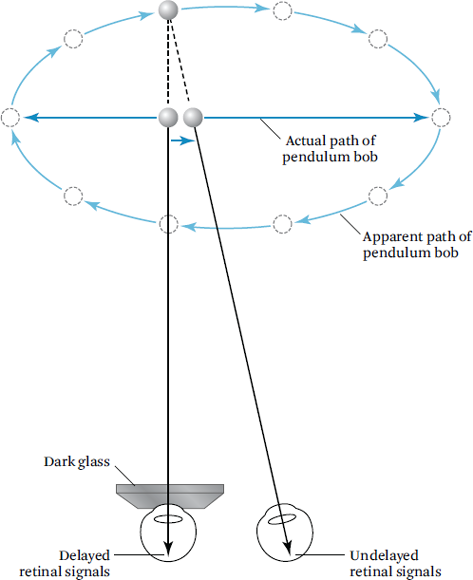 Actual path of
pendulum bob
Apparent path of
pendulum bob
Dark glass
Delayed
retinal signals
Undelayed
retinal signals